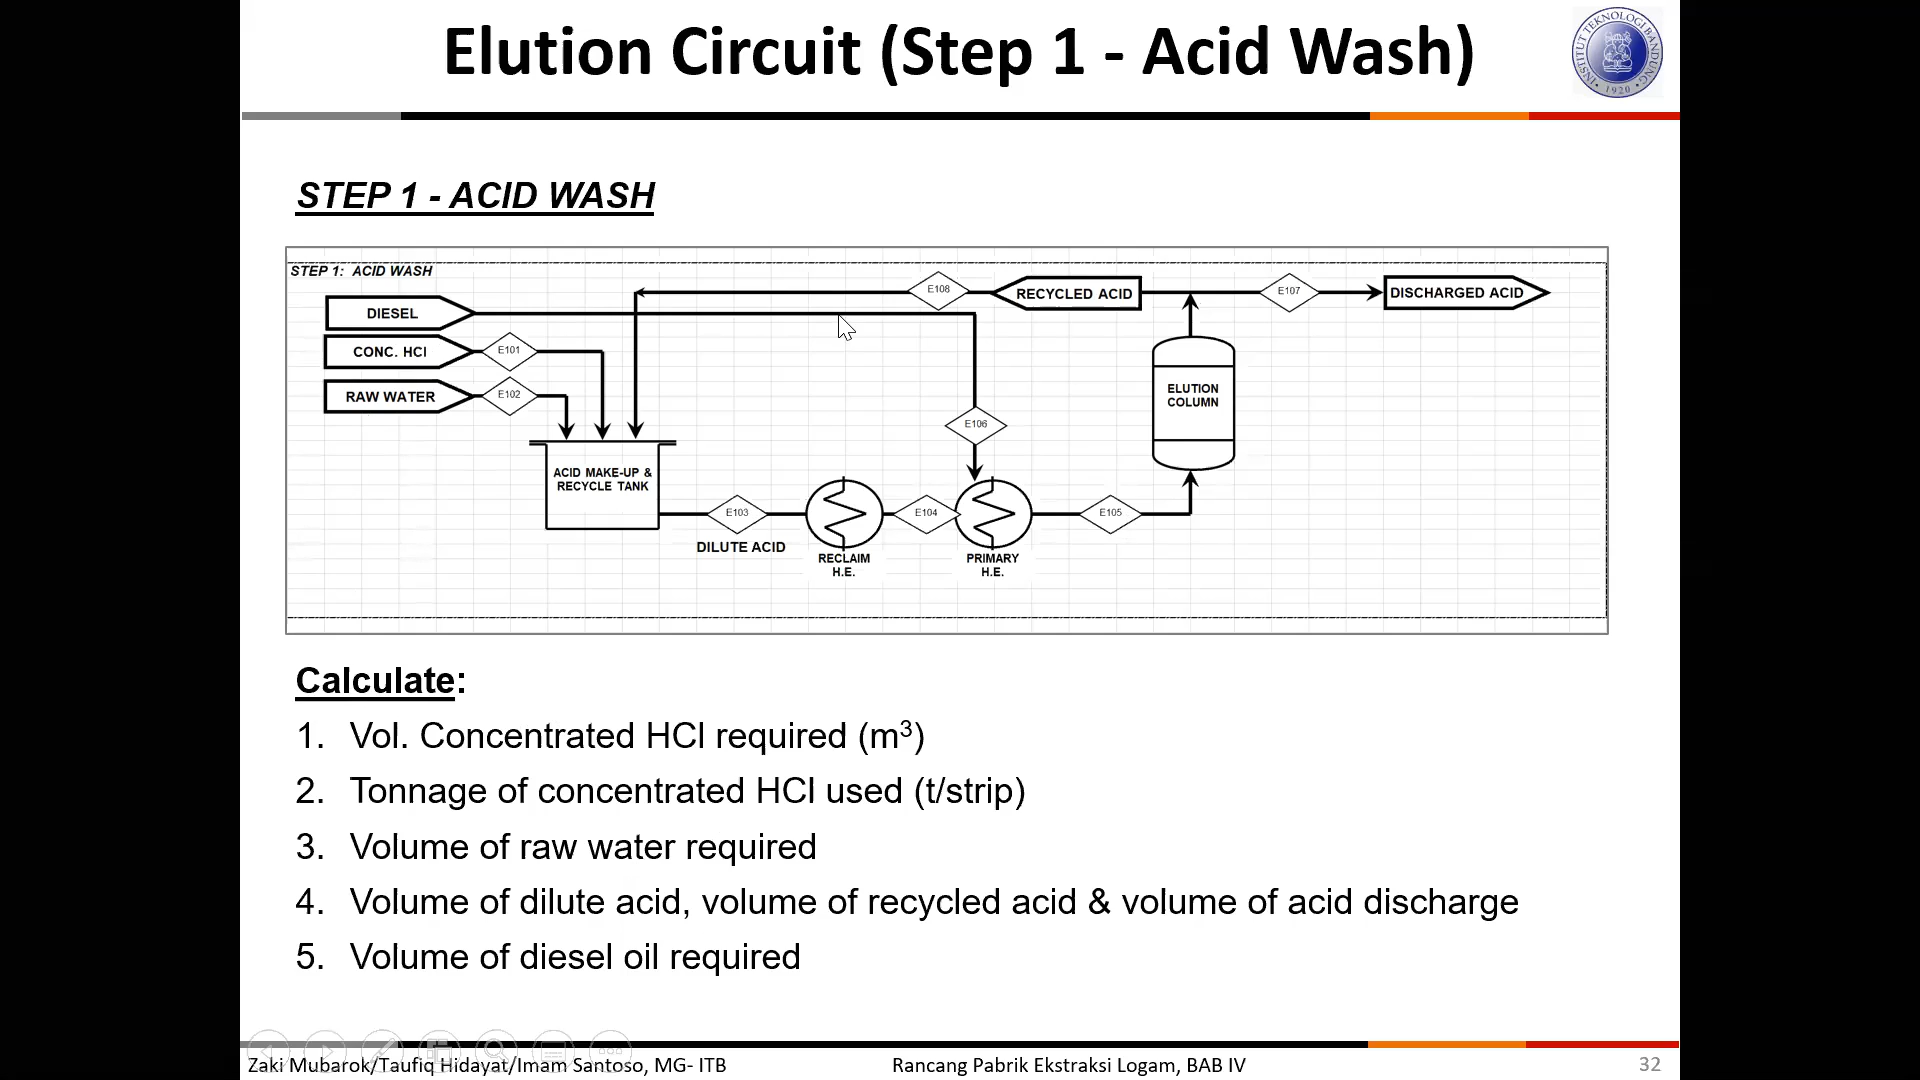 Elution Circuit (Step 1 - Acid Wash)
INSTITUT TEKNOLOGI BANDUNG
1920
STEP 1 - ACID WASH
STEP 1: ACID WASH
DIESEL
CONC. HCl
RAW WATER
E101
E102
E108
RECYCLED ACID
E107
DISCHARGED ACID
ELUTION
COLUMN
E106
ACID MAKE-UP &
RECYCLE TANK
E103
E104
E105
DILUTE ACID
RECLAIM
H.E.
PRIMARY
H.E.
Calculate:
1. Vol. Concentrated HCl required (m³)
2. Tonnage of concentrated HCl used (t/strip)
3. Volume of raw water required
4. Volume of dilute acid, volume of recycled acid & volume of acid discharge
5. Volume of diesel oil required
Zaki Mubarok/Taufiq Hidayat/Imam Santoso, MG- ITB
Rancang Pabrik Ekstraksi Logam, BAB IV
32